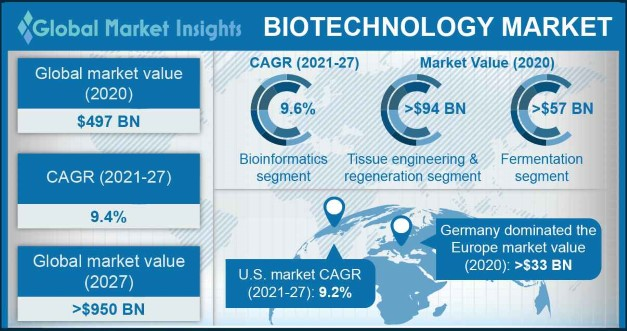 Global Market Insights
BIOTECHNOLOGY MARKET
Global market value
(2020)
$497 BN
CAGR (2021-27)
9.4%
Global market value
(2027)
>$950 BN
CAGR (2021-27)
9.6%
Bioinformatics
segment
Market Value (2020)
>$94 BN
Tissue engineering &
regeneration segment
>$57 BN
Fermentation
segment
U.S. market CAGR
(2021-27): 9.2%
Germany dominated the
Europe market value
(2020): >$33 BN